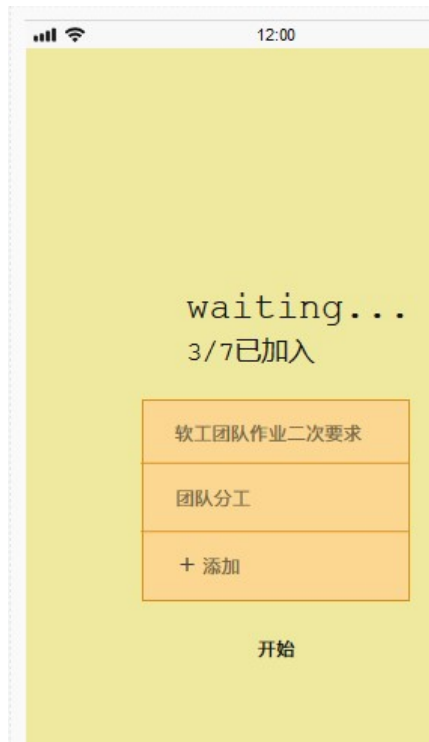 12:00
waiting...
3/7已加入
软工团队作业二次要求
团队分工
+ 添加
开始